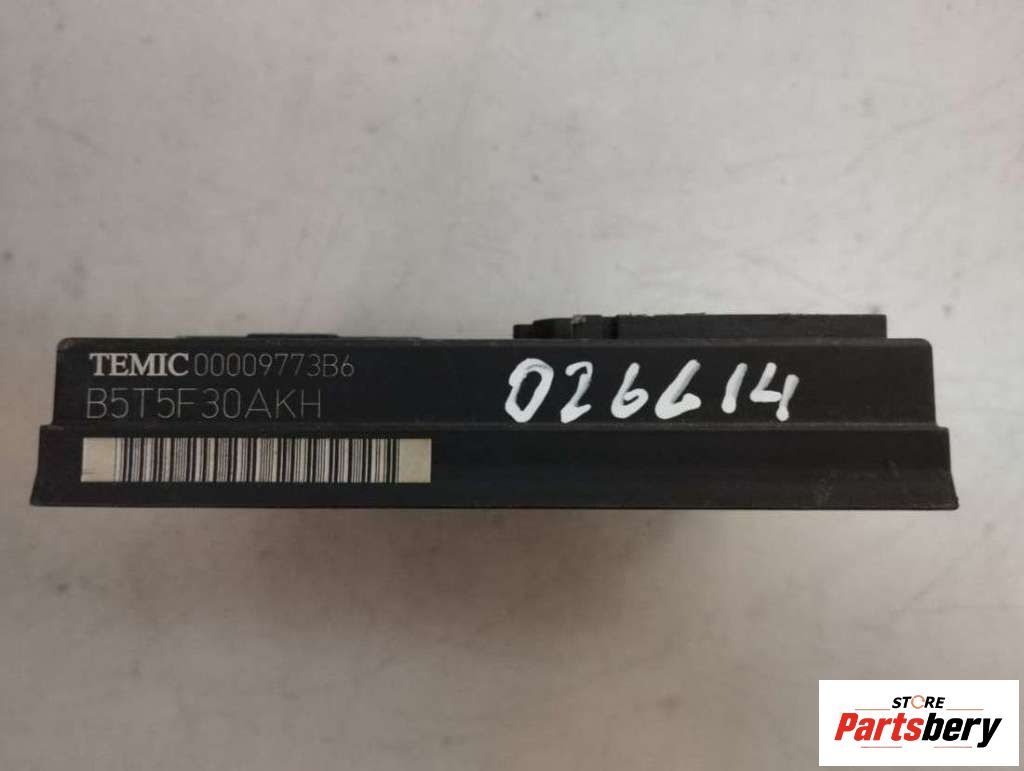 TEMIC 00009773B6
B5T5F30AKH
026614
STORE
Partsbery